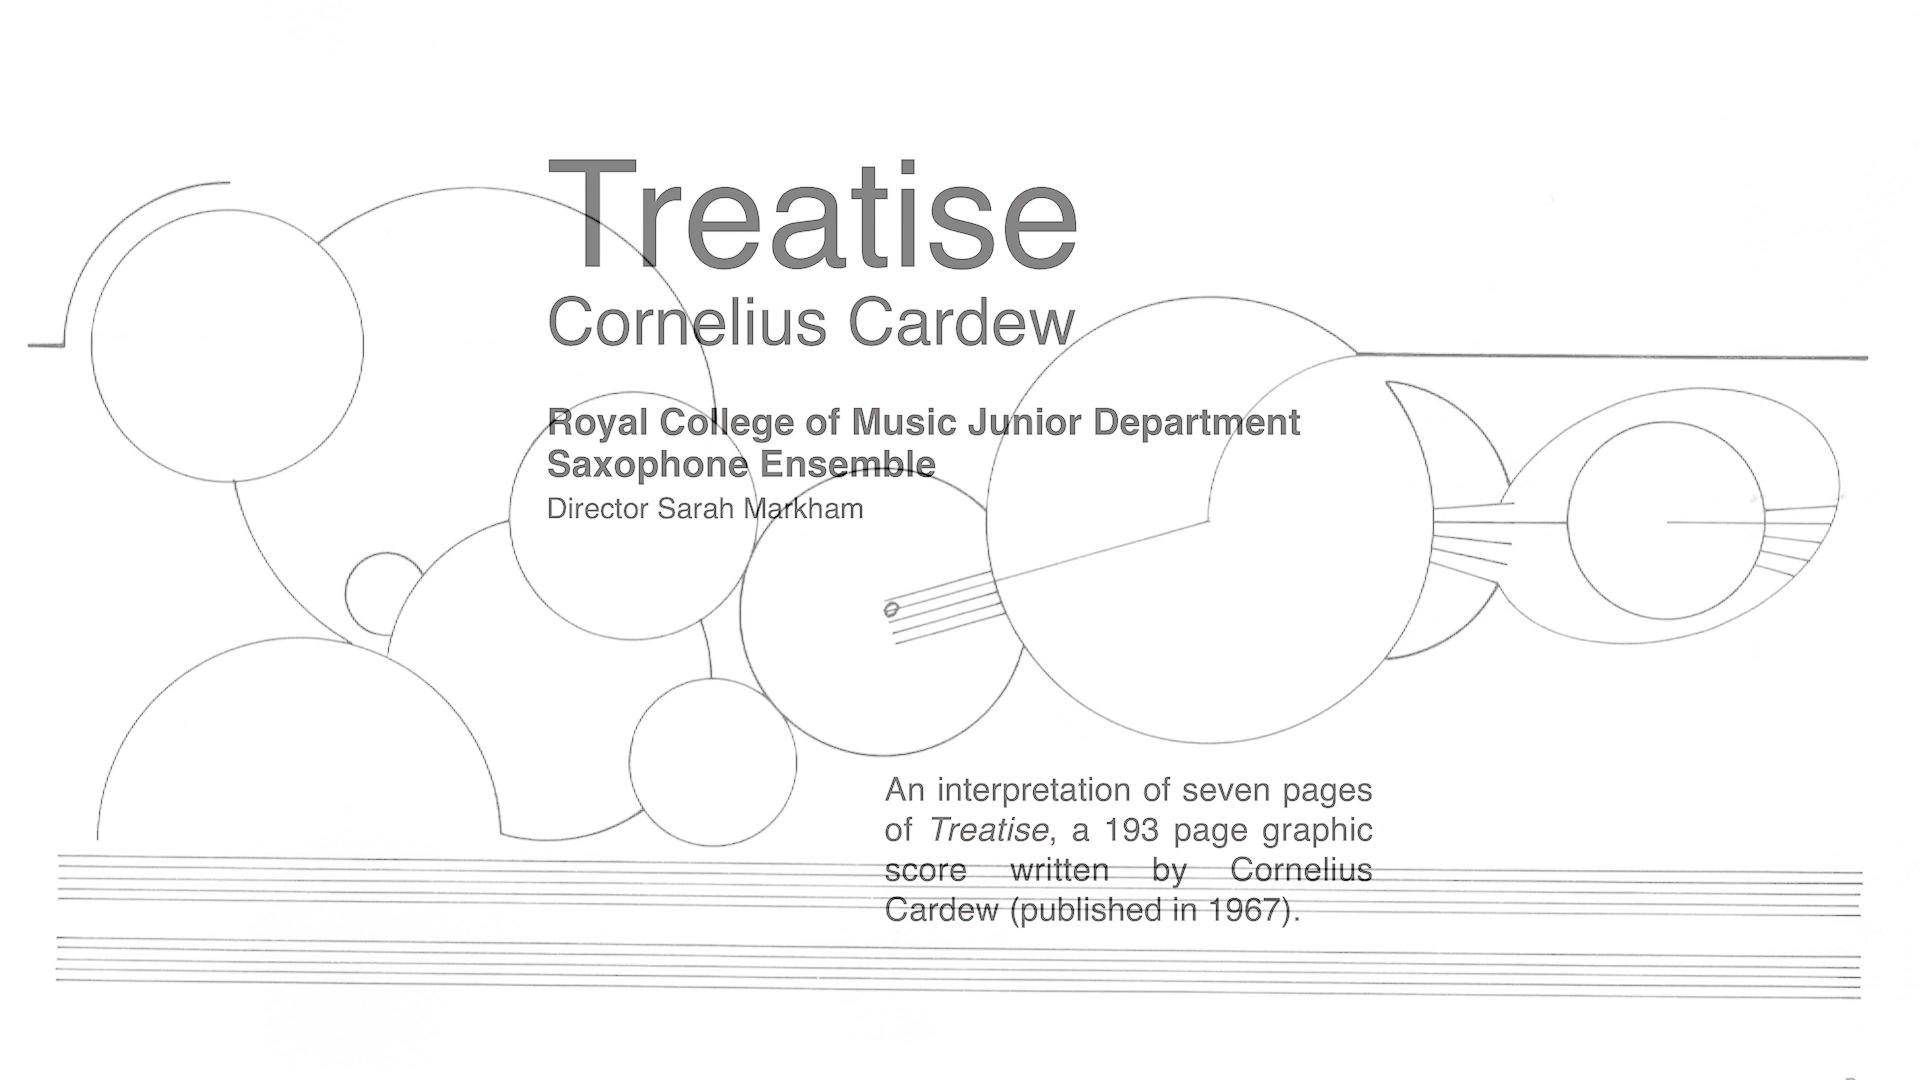 Treatise
Cornelius Cardew
Royal College of Music Junior Department
Saxophone Ensemble
Director Sarah Markham
An interpretation of seven pages
of Treatise, a 193 page graphic
score written by Cornelius
Cardew (published in 1967).